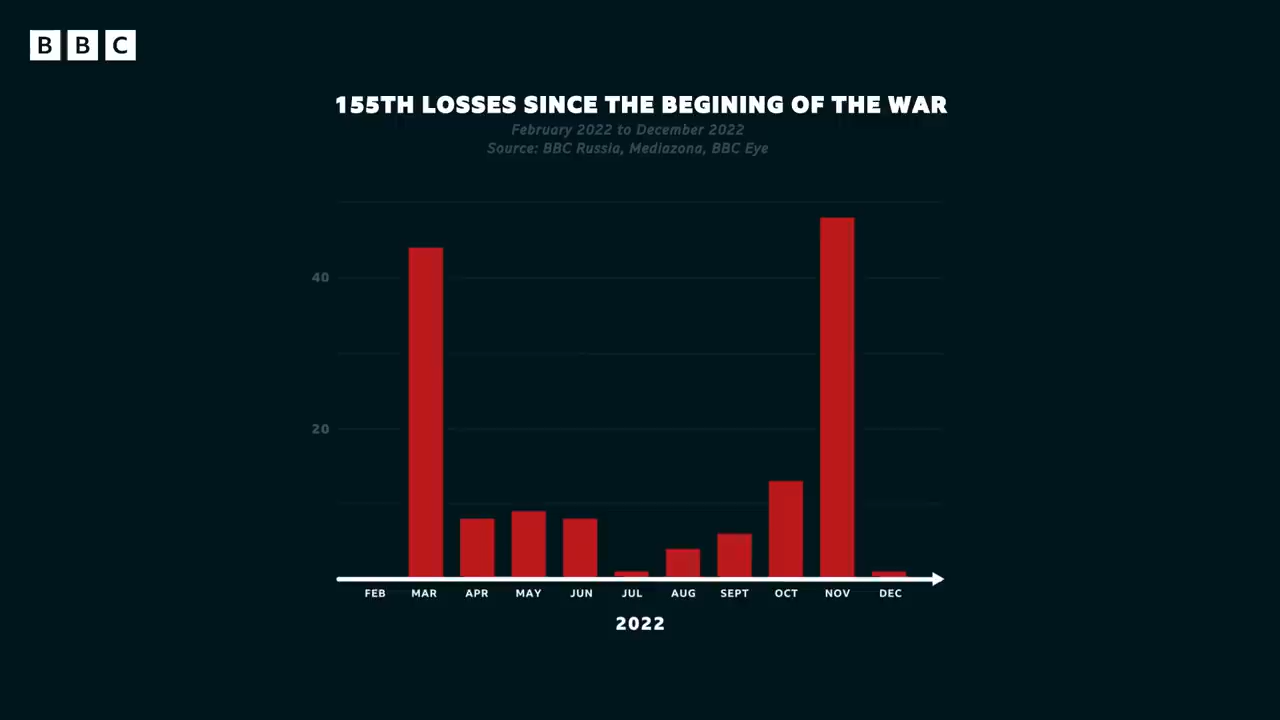 BBC
155TH LOSSES SINCE THE BEGINING OF THE WAR
February 2022 to December 2022
Source: BBC Russia, Mediazona, BBC Eye
40
20
FEB MAR APR MAY JUN JUL AUG SEPT OCT NOV DEC
2022